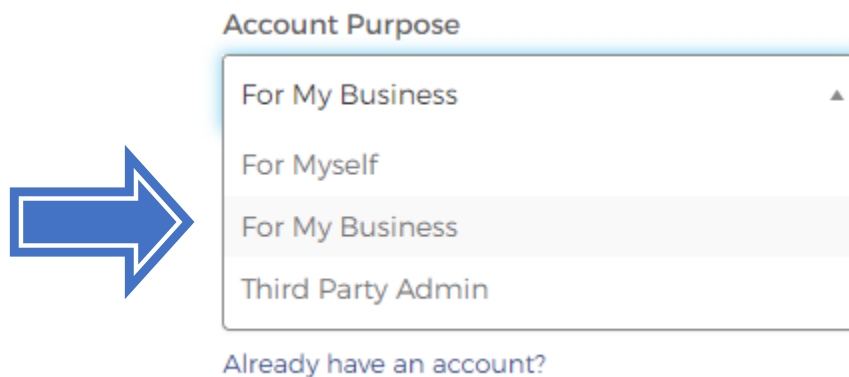 Account Purpose
For My Business
For Myself
For My Business
Third Party Admin
Already have an account?